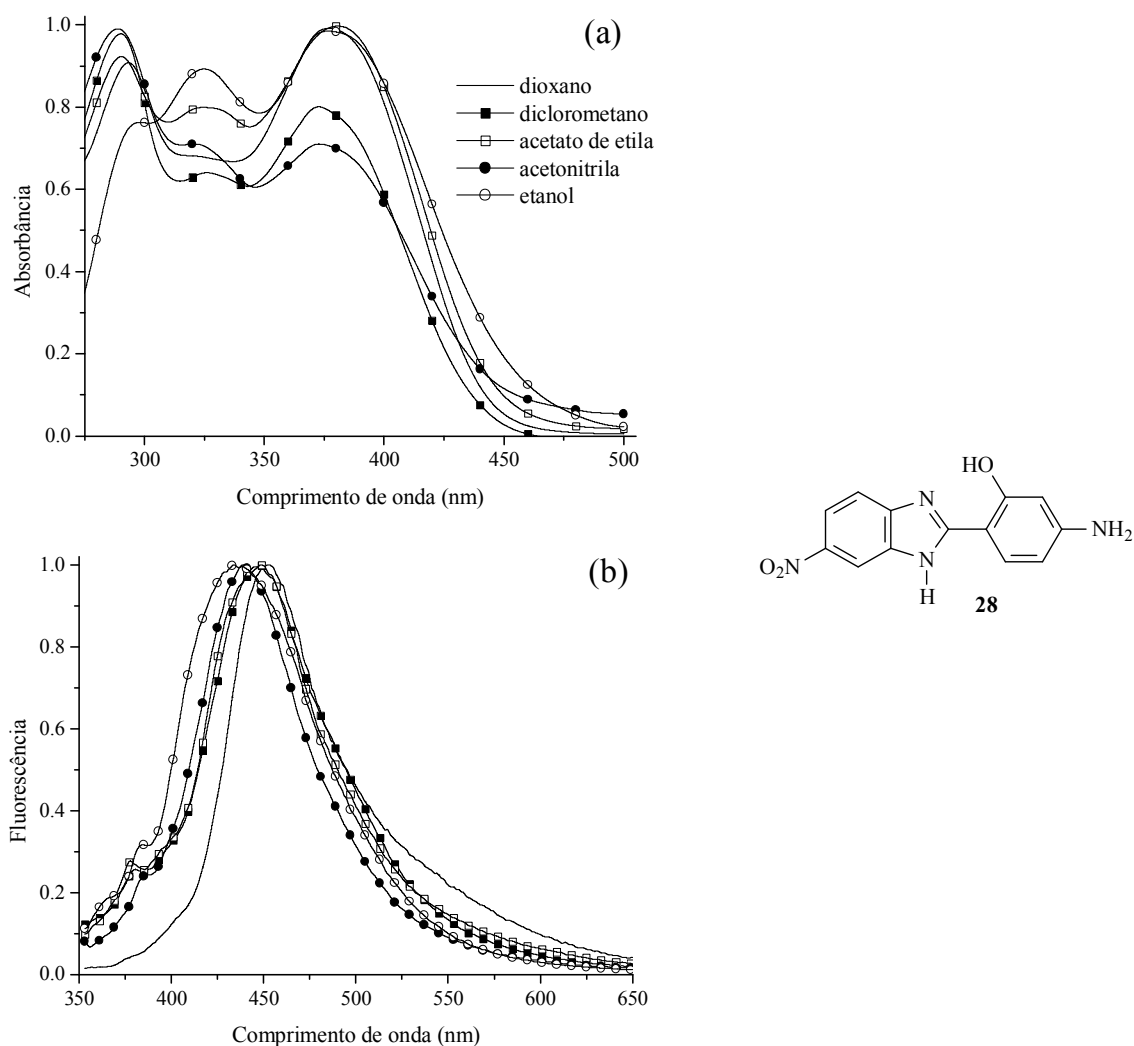 (a)
1.0
0.8
0.6
0.4
0.2
0.0
Absorbância
dioxano
diclorometano
acetato de etila
acetonitrila
etanol
300
350
400
450
500
Comprimento de onda (nm)
HO
N
NH2
O2N
N
H
28
(b)
1.0
0.8
0.6
0.4
0.2
0.0
Fluorescência
350
400
450
500
550
600
650
Comprimento de onda (nm)